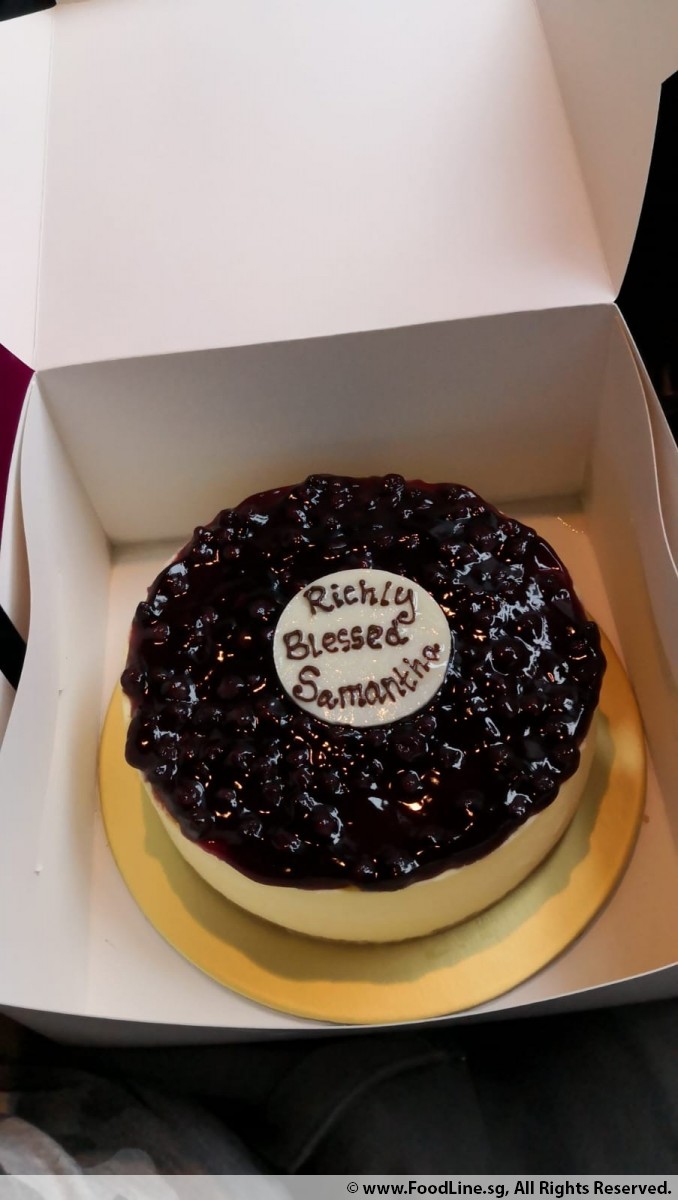 Richly
Blessed
Samantha
© www.FoodLine.sg, All Rights Reserved.